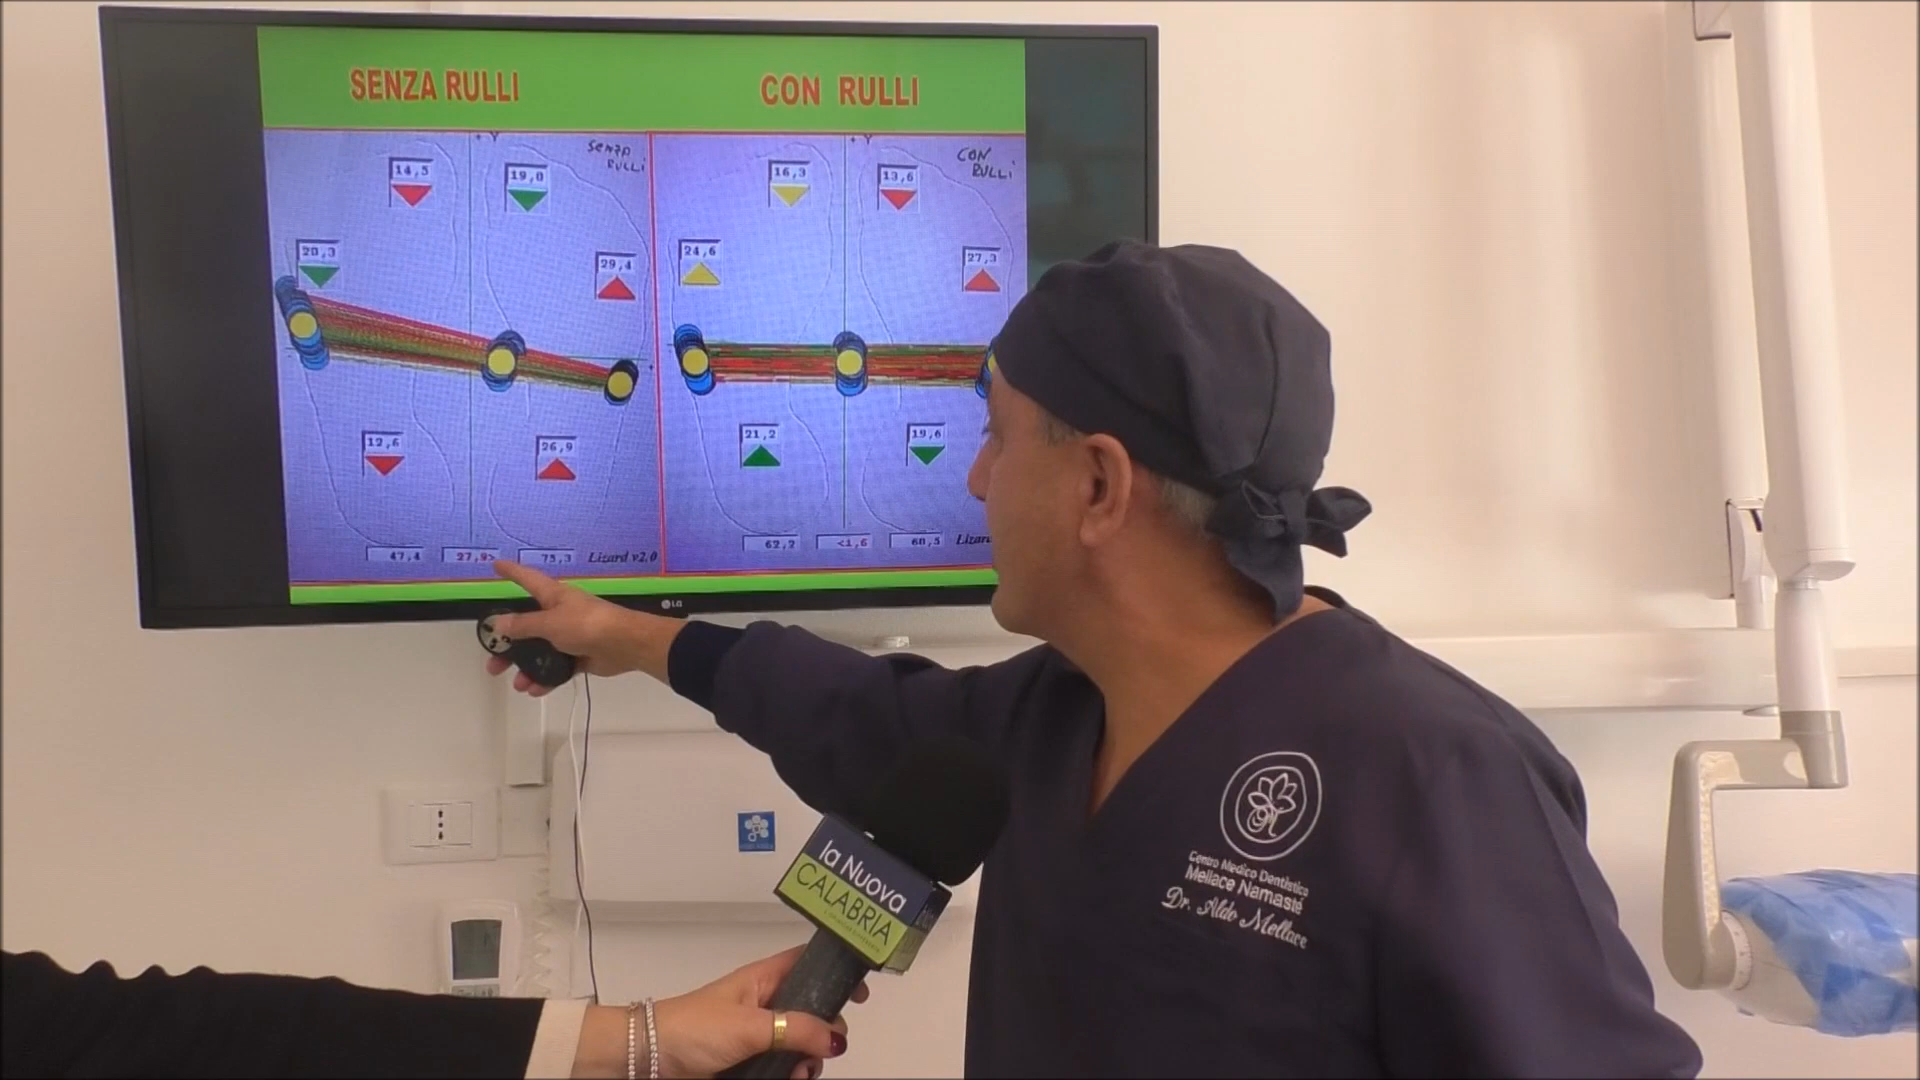 SENZA RULLI
CON RULLI
+ Y
SENZA
RULLI
+ Y
CON
RULLI
14,5
19,0
16,3
13,6
20,3
29,4
24,6
27,3
12,6
26,9
21,2
19,6
47,4
27,9>
75,3
Lizard v2.0
62,2
<1,6
60,5
Lizard
LG
la Nuova
CALABRIA
Centro Medico Dentistico
Mellace Namasté
Dr. Aldo Mellace